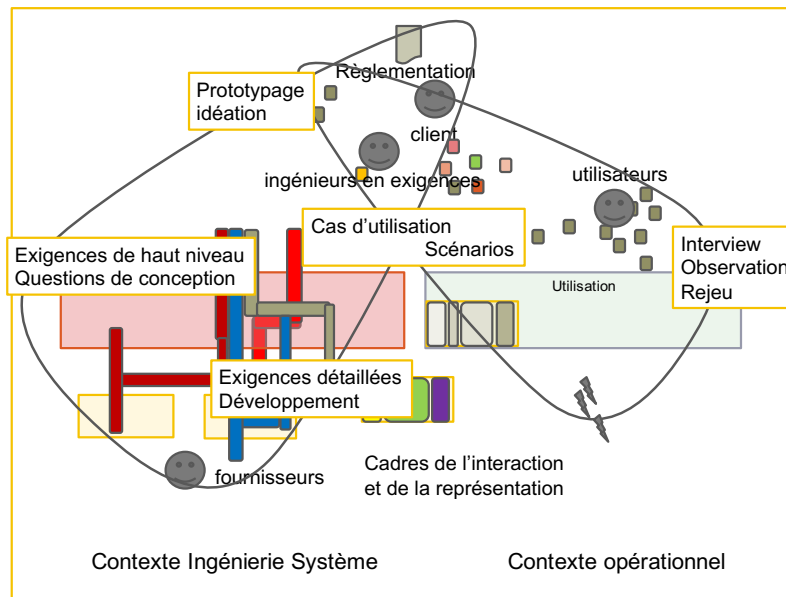 Règlementation
Prototypage
idéation
client
ingénieurs en exigences
utilisateurs
Cas d’utilisation
Scénarios
Exigences de haut niveau
Questions de conception
Interview
Observation
Rejeu
Utilisation
Exigences détaillées
Développement
fournisseurs
Cadres de l’interaction
et de la représentation
Contexte Ingénierie Système
Contexte opérationnel